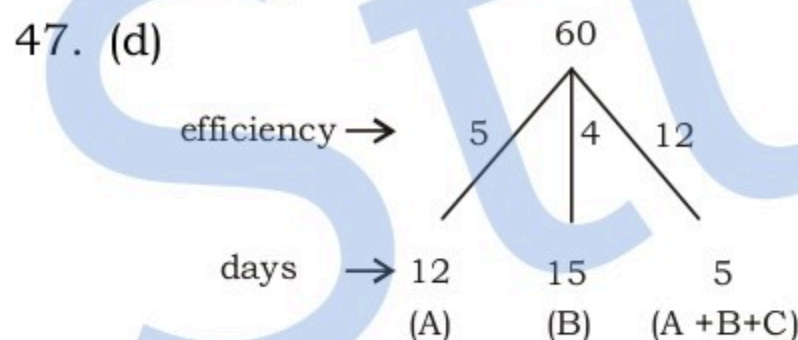 47. (d)
60
efficiency → 5 4 12
days → 12 15 5
(A) (B) (A +B+C)